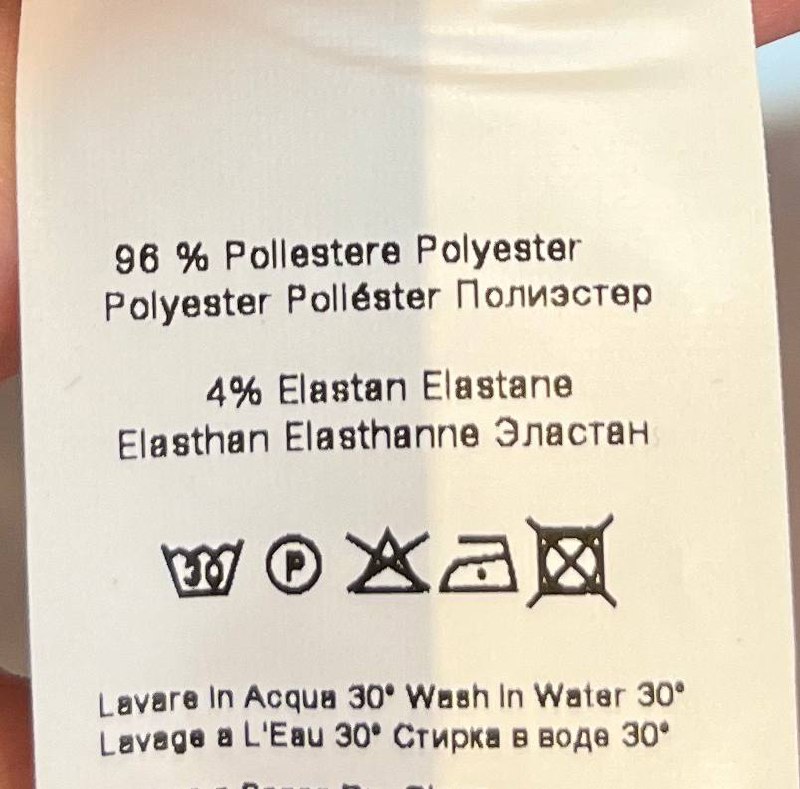 96 % Poliestere Polyester
Polyester Poliéster Полиэстер
4% Elastan Elastane
Elasthan Elasthanne Эластан
30 P
Lavare in Acqua 30° Wash in Water 30°
Lavage a L'Eau 30° Стирка в воде 30°